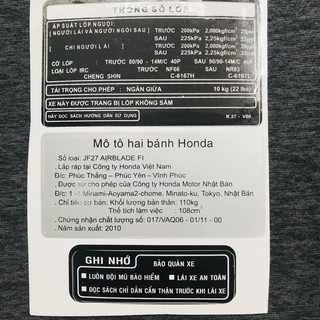 THÔNG SỐ LỐP
ÁP SUẤT LỐP NGUỘI:
[NGƯỜI LÁI VÀ NGƯỜI NGỒI SAU] TRƯỚC 200kPa 2,000kgf/cm²
SAU 225kPa 2,25kgf/cm²
[CHỈ NGƯỜI LÁI] TRƯỚC 200kPa 2,000kgf/cm²
SAU 225kPa 2,25kgf/cm²
CỠ LỐP : TRƯỚC 80/90 - 14M/C 40P SAU 90/90-14M/C 46P
LOẠI LỐP IRC TRƯỚC NF66 SAU NR83
CHENG SHIN C-6167H C-6167L
TẢI TRỌNG CHO PHÉP : NGĂN GIỮA 10 kg (22 lbs)
XE NÀY ĐƯỢC TRANG BỊ LỐP KHÔNG SĂM
HÃY ĐỌC SÁCH HƯỚNG DẪN SỬ DỤNG K 27 - V00
Mô tô hai bánh Honda
. Số loại: JF27 AIRBLADE FI
. Lắp ráp tại Công ty Honda Việt Nam
Đ/c: Phúc Thắng – Phúc Yên – Vĩnh Phúc
. Được sự cho phép của Công ty Honda Motor Nhật Bản
Đ/c: 1 -1 Minami-Aoyama2-chome, Minato-ku, Tokyo, Nhật Bản
. Chỉ tiêu cơ bản: Khối lượng bản thân: 110kg
Thể tích làm việc : 108cm³
. Chứng nhận chất lượng số: 017/VAQ06 - 01/11 - 00
. Năm sản xuất: 2010
GHI NHỚ BẢO QUẢN XE
LUÔN ĐỘI MŨ BẢO HIỂM LÁI XE AN TOÀN
ĐỌC SÁCH CHỈ DẪN CẨN THẬN TRƯỚC KHI LÁI XE